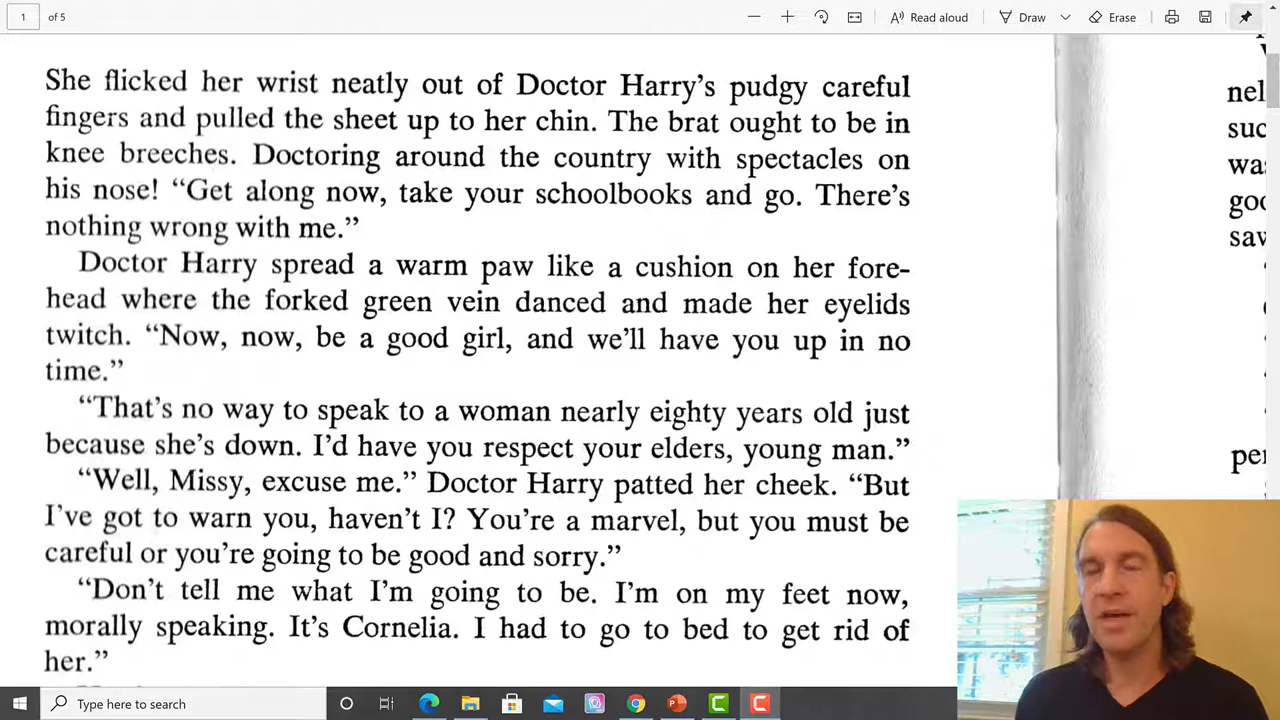 1 of 5
Read aloud
Draw
Erase
She flicked her wrist neatly out of Doctor Harry's pudgy careful
fingers and pulled the sheet up to her chin. The brat ought to be in
knee breeches. Doctoring around the country with spectacles on
his nose! “Get along now, take your schoolbooks and go. There's
nothing wrong with me.”
Doctor Harry spread a warm paw like a cushion on her fore-
head where the forked green vein danced and made her eyelids
twitch. “Now, now, be a good girl, and we'll have you up in no
time.”
“That's no way to speak to a woman nearly eighty years old just
because she's down. I'd have you respect your elders, young man.”
“Well, Missy, excuse me.” Doctor Harry patted her cheek. “But
I've got to warn you, haven't I? You're a marvel, but you must be
careful or you're going to be good and sorry.”
“Don't tell me what I'm going to be. I'm on my feet now,
morally speaking. It's Cornelia. I had to go to bed to get rid of
her.”
nel
suc
wa
goo
sav
per
Type here to search